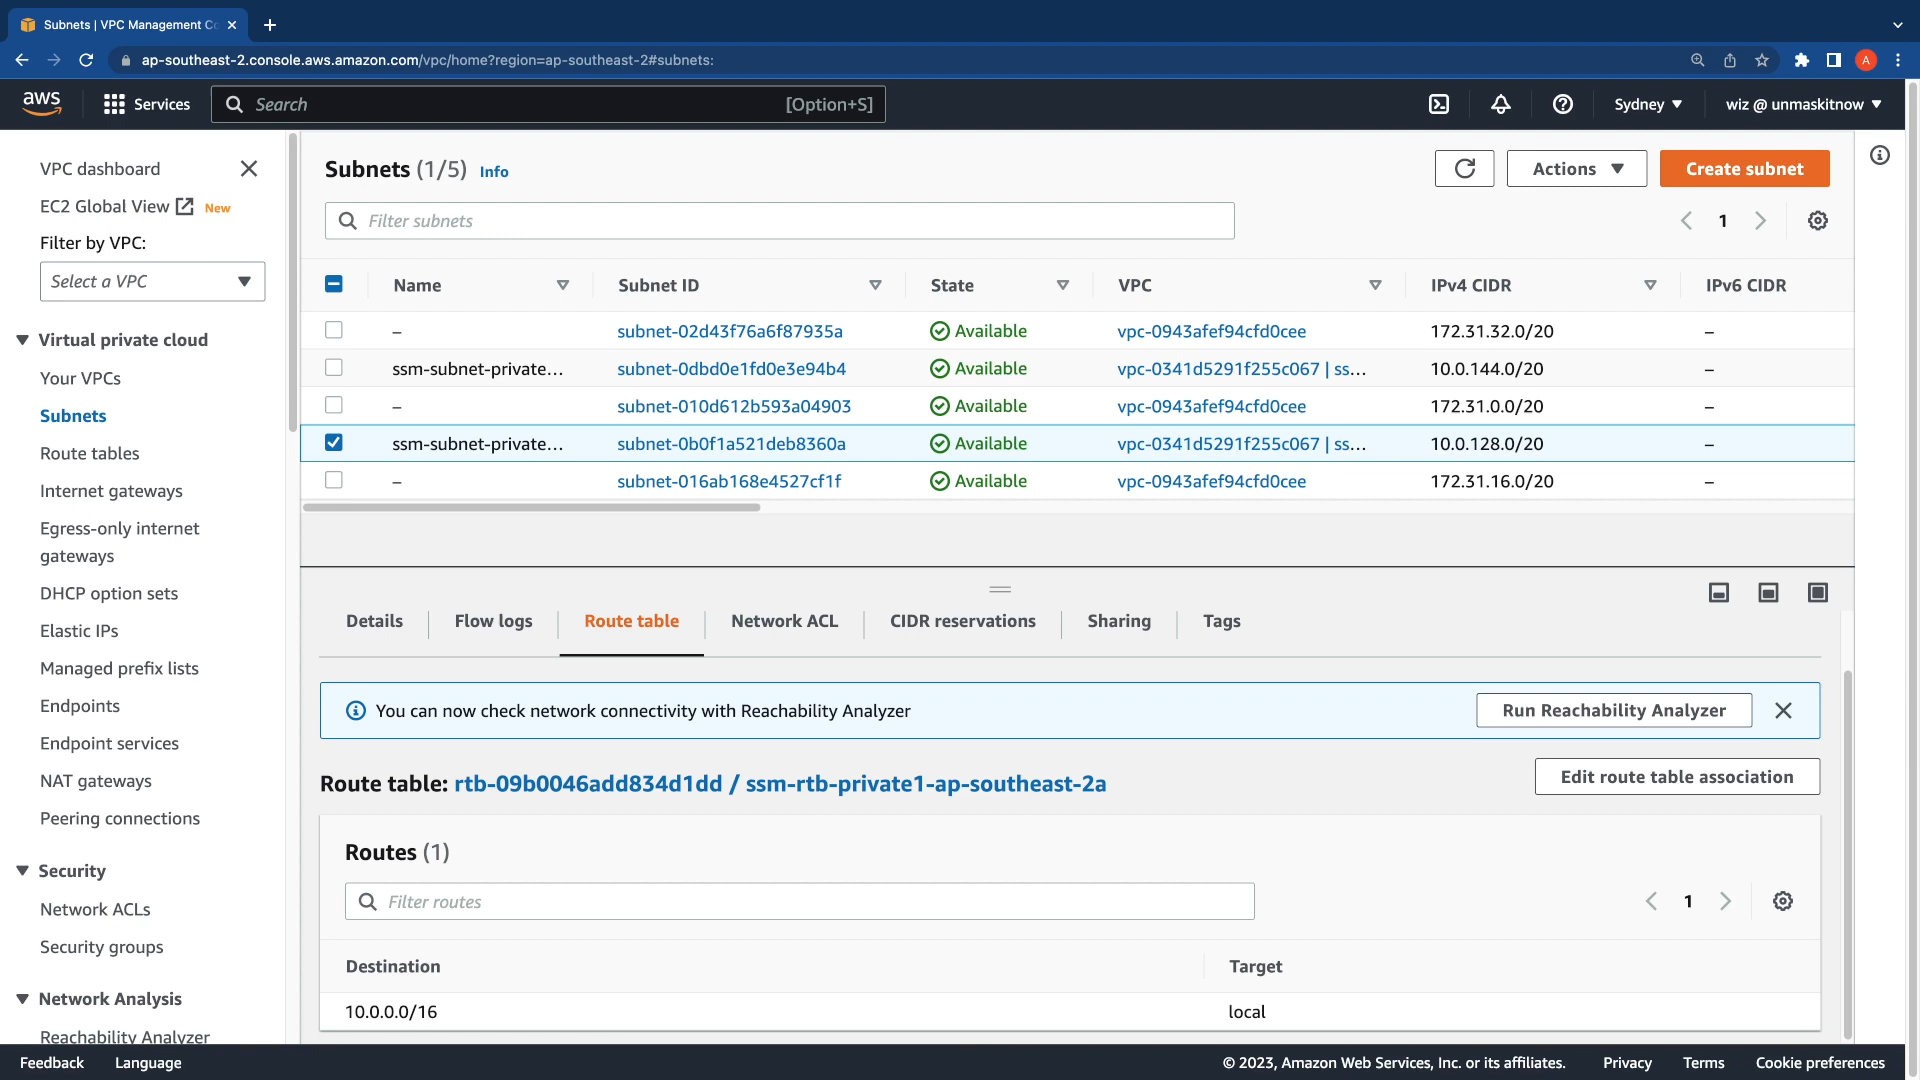 Subnets | VPC Management Co
ap-southeast-2.console.aws.amazon.com/vpc/home?region=ap-southeast-2#subnets:
A
aws
Services
Search
[Option+S]
Sydney
wiz @ unmaskitnow
VPC dashboard
EC2 Global View New
Filter by VPC:
Select a VPC
Virtual private cloud
Your VPCs
Subnets
Route tables
Internet gateways
Egress-only internet
gateways
DHCP option sets
Elastic IPs
Managed prefix lists
Endpoints
Endpoint services
NAT gateways
Peering connections
Security
Network ACLs
Security groups
Network Analysis
Reachability Analyzer
Subnets (1/5) Info
Actions
Create subnet
Filter subnets
1
Name Subnet ID State VPC IPv4 CIDR IPv6 CIDR
– subnet-02d43f76a6f87935a Available vpc-0943afef94cfd0cee 172.31.32.0/20 –
ssm-subnet-private... subnet-0dbd0e1fd0e3e94b4 Available vpc-0341d5291f255c067 | ss... 10.0.144.0/20 –
– subnet-010d612b593a04903 Available vpc-0943afef94cfd0cee 172.31.0.0/20 –
ssm-subnet-private... subnet-0b0f1a521deb8360a Available vpc-0341d5291f255c067 | ss... 10.0.128.0/20 –
– subnet-016ab168e4527cf1f Available vpc-0943afef94cfd0cee 172.31.16.0/20 –
Details Flow logs Route table Network ACL CIDR reservations Sharing Tags
You can now check network connectivity with Reachability Analyzer
Run Reachability Analyzer
Route table: rtb-09b0046add834d1dd / ssm-rtb-private1-ap-southeast-2a
Edit route table association
Routes (1)
Filter routes
1
Destination Target
10.0.0.0/16 local
Feedback Language
© 2023, Amazon Web Services, Inc. or its affiliates. Privacy Terms Cookie preferences